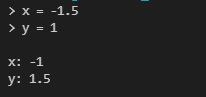 > x = -1.5
> y = 1
x: -1
y: 1.5